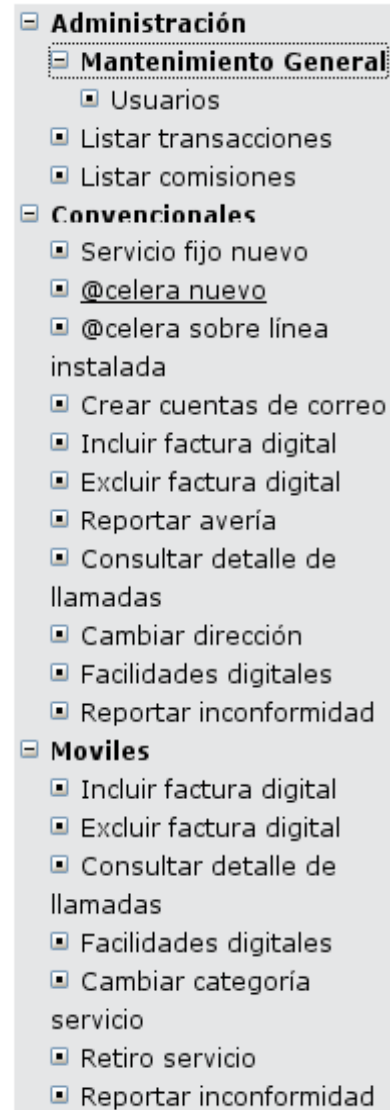 Administración
Mantenimiento General
Usuarios
Listar transacciones
Listar comisiones
Convencionales
Servicio fijo nuevo
@celera nuevo
@celera sobre línea
instalada
Crear cuentas de correo
Incluir factura digital
Excluir factura digital
Reportar avería
Consultar detalle de
llamadas
Cambiar dirección
Facilidades digitales
Reportar inconformidad
Moviles
Incluir factura digital
Excluir factura digital
Consultar detalle de
llamadas
Facilidades digitales
Cambiar categoría
servicio
Retiro servicio
Reportar inconformidad